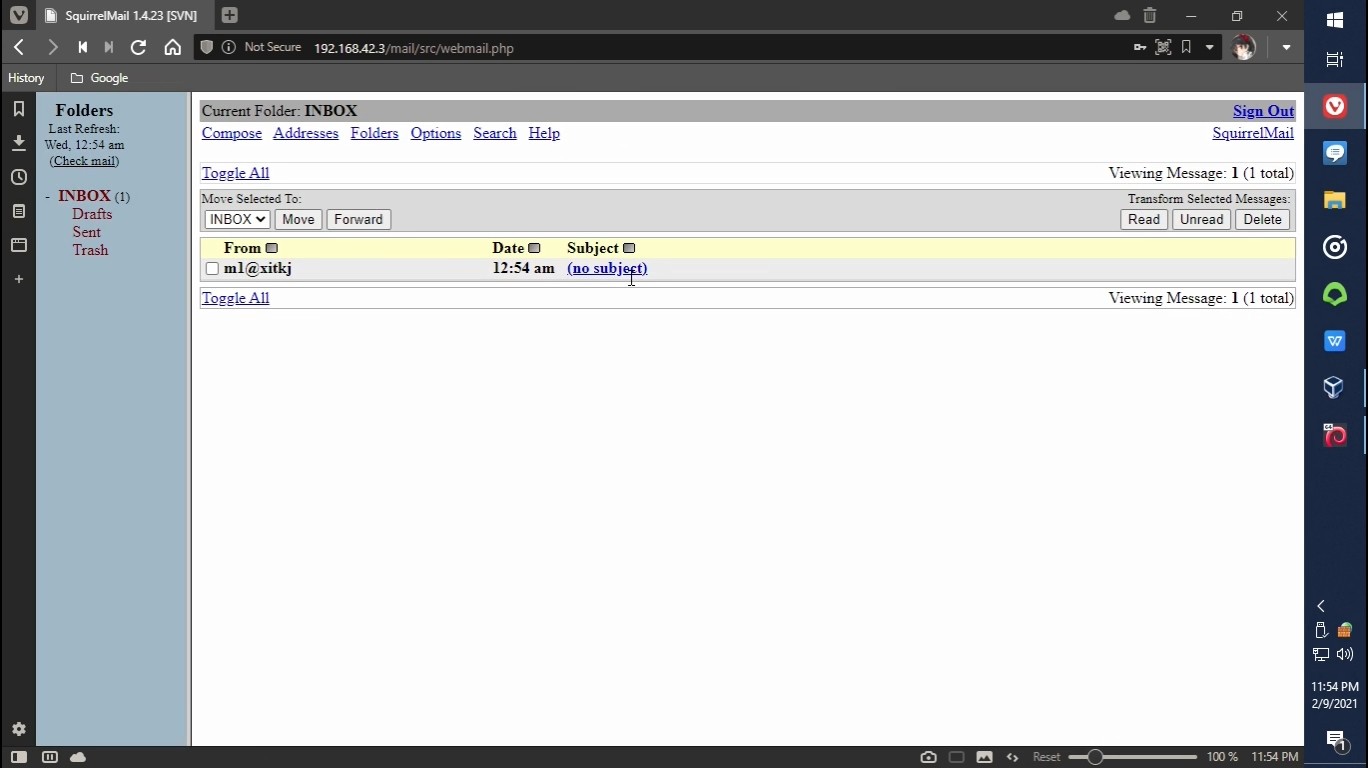 SquirrelMail 1.4.23 [SVN]
Not Secure 192.168.42.3/mail/src/webmail.php
History Google
Folders
Last Refresh:
Wed, 12:54 am
(Check mail)
- INBOX (1)
Drafts
Sent
Trash
Current Folder: INBOX Sign Out
Compose Addresses Folders Options Search Help SquirrelMail
Toggle All Viewing Message: 1 (1 total)
Move Selected To: Transform Selected Messages:
INBOX Move Forward Read Unread Delete
From Date Subject
m1@xitkj 12:54 am (no subject)
Toggle All Viewing Message: 1 (1 total)
11:54 PM
2/9/2021
1
Reset 100 % 11:54 PM